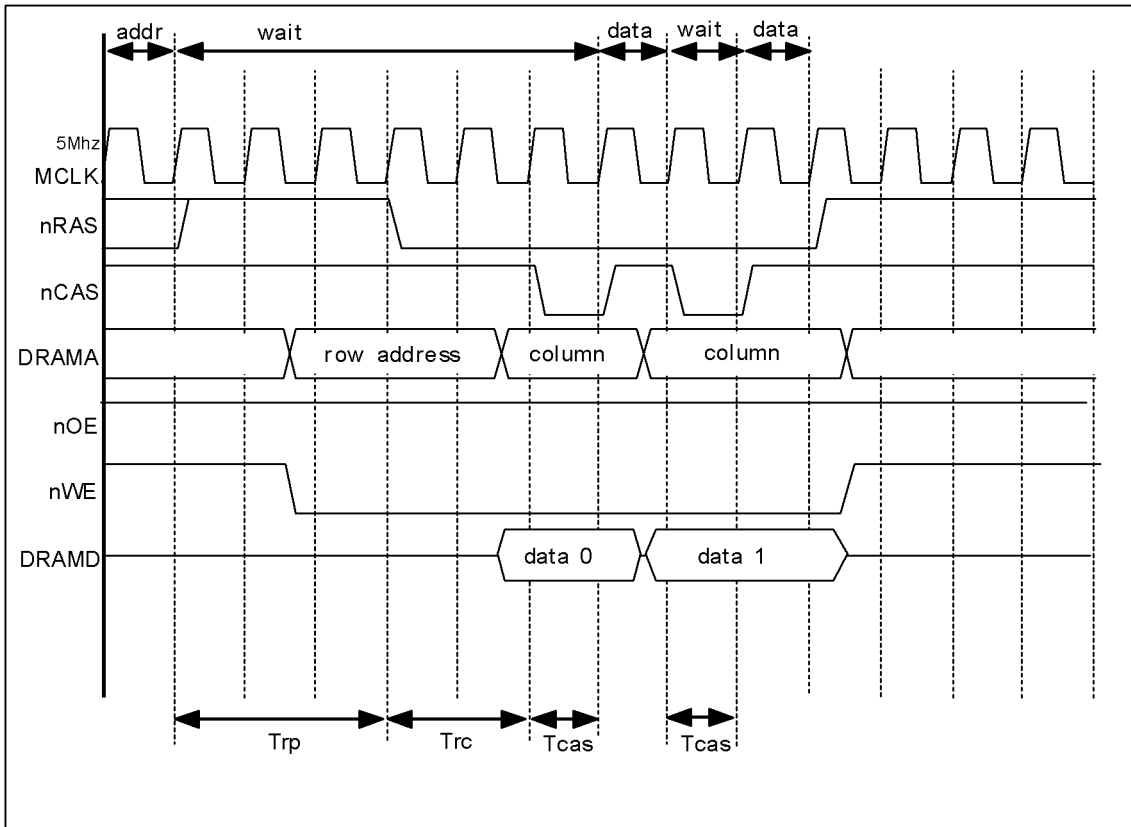 addr wait data wait data
5Mhz
MCLK
nRAS
nCAS
DRAMA row address column column
nOE
nWE
DRAMD data 0 data 1
Trp Trc Tcas Tcas